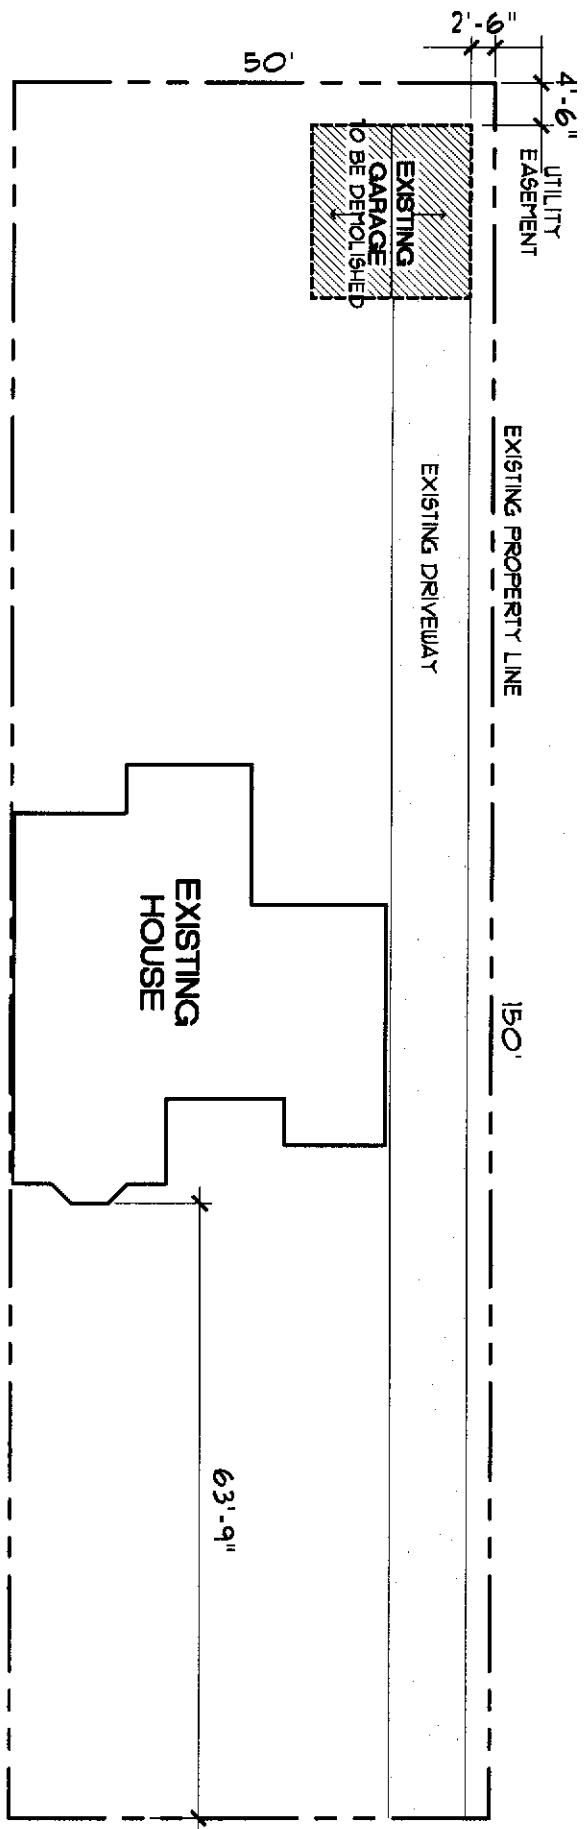 2'-6"
50'
4'-6"
UTILITY
EASEMENT
EXISTING
GARAGE
TO BE DEMOLISHED
EXISTING PROPERTY LINE
EXISTING DRIVEWAY
EXISTING
HOUSE
150'
63'-9"